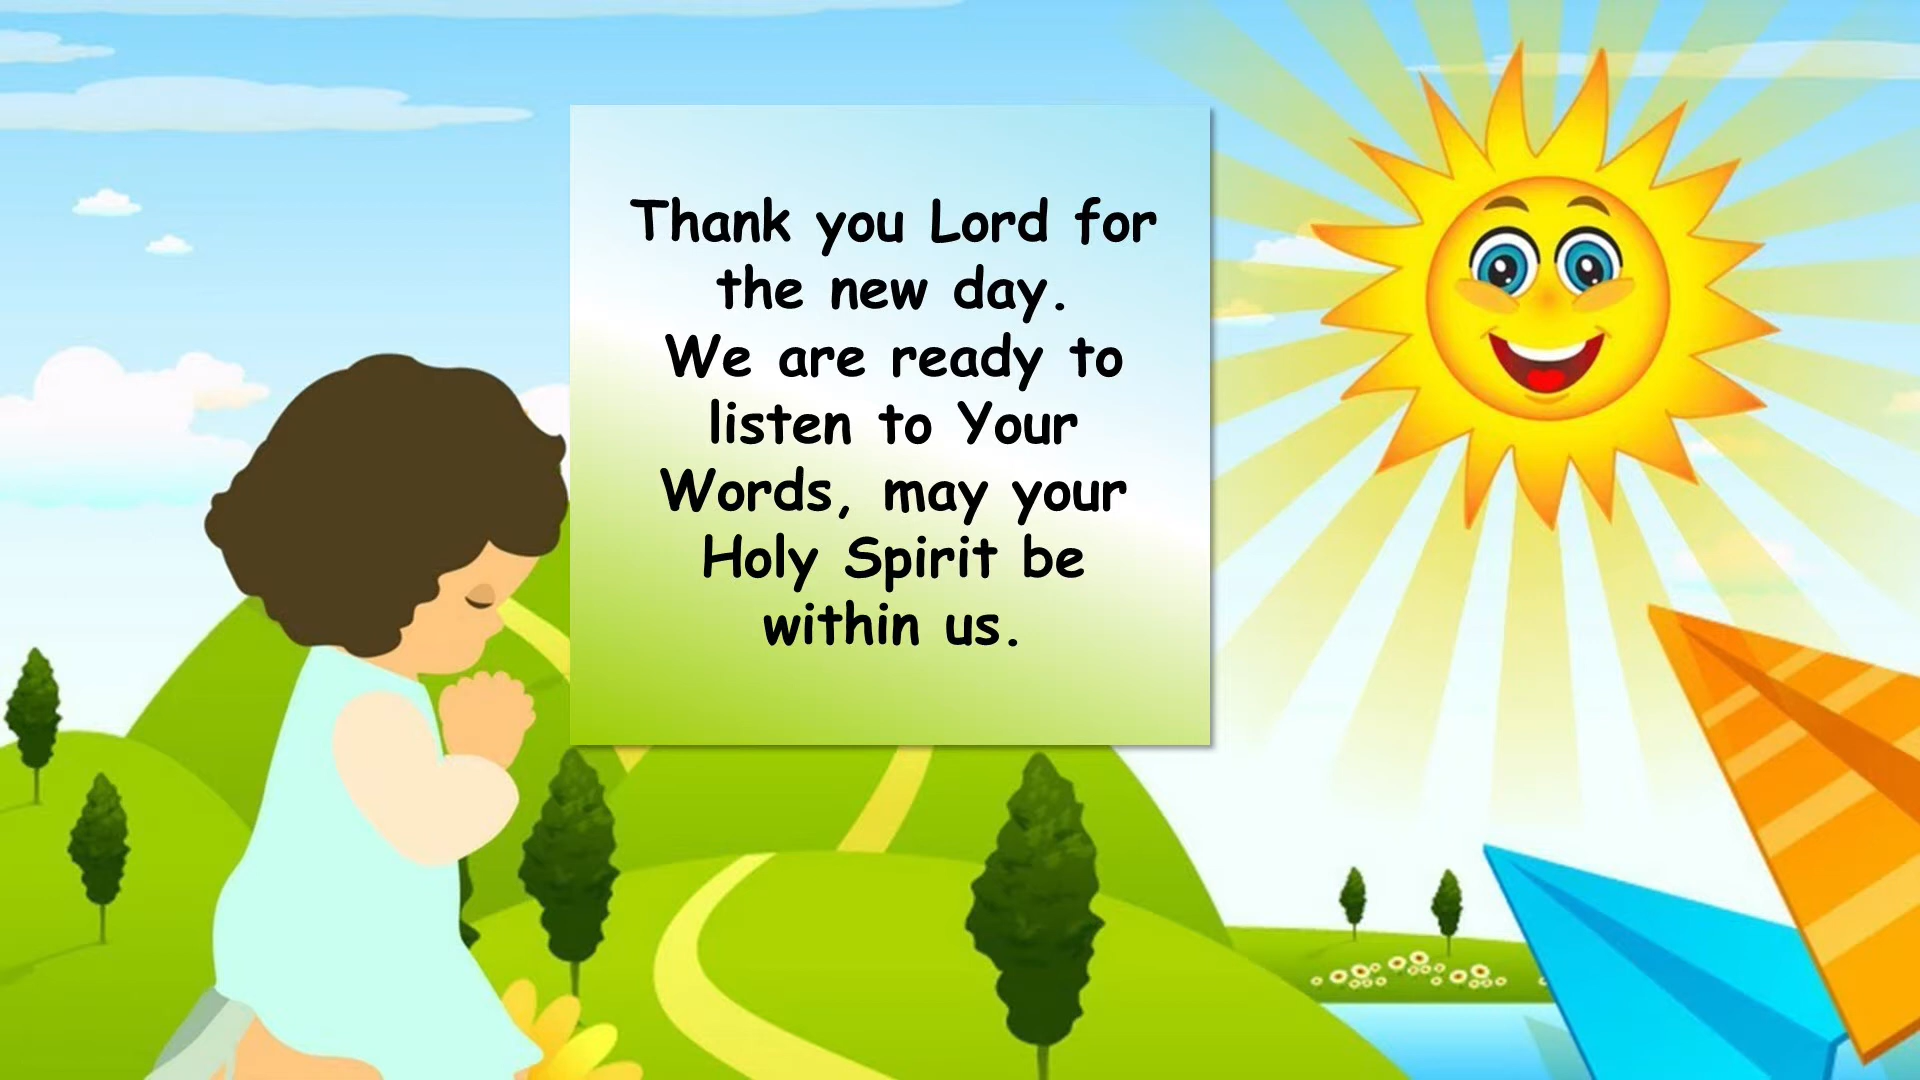 Thank you Lord for
the new day.
We are ready to
listen to Your
Words, may your
Holy Spirit be
within us.